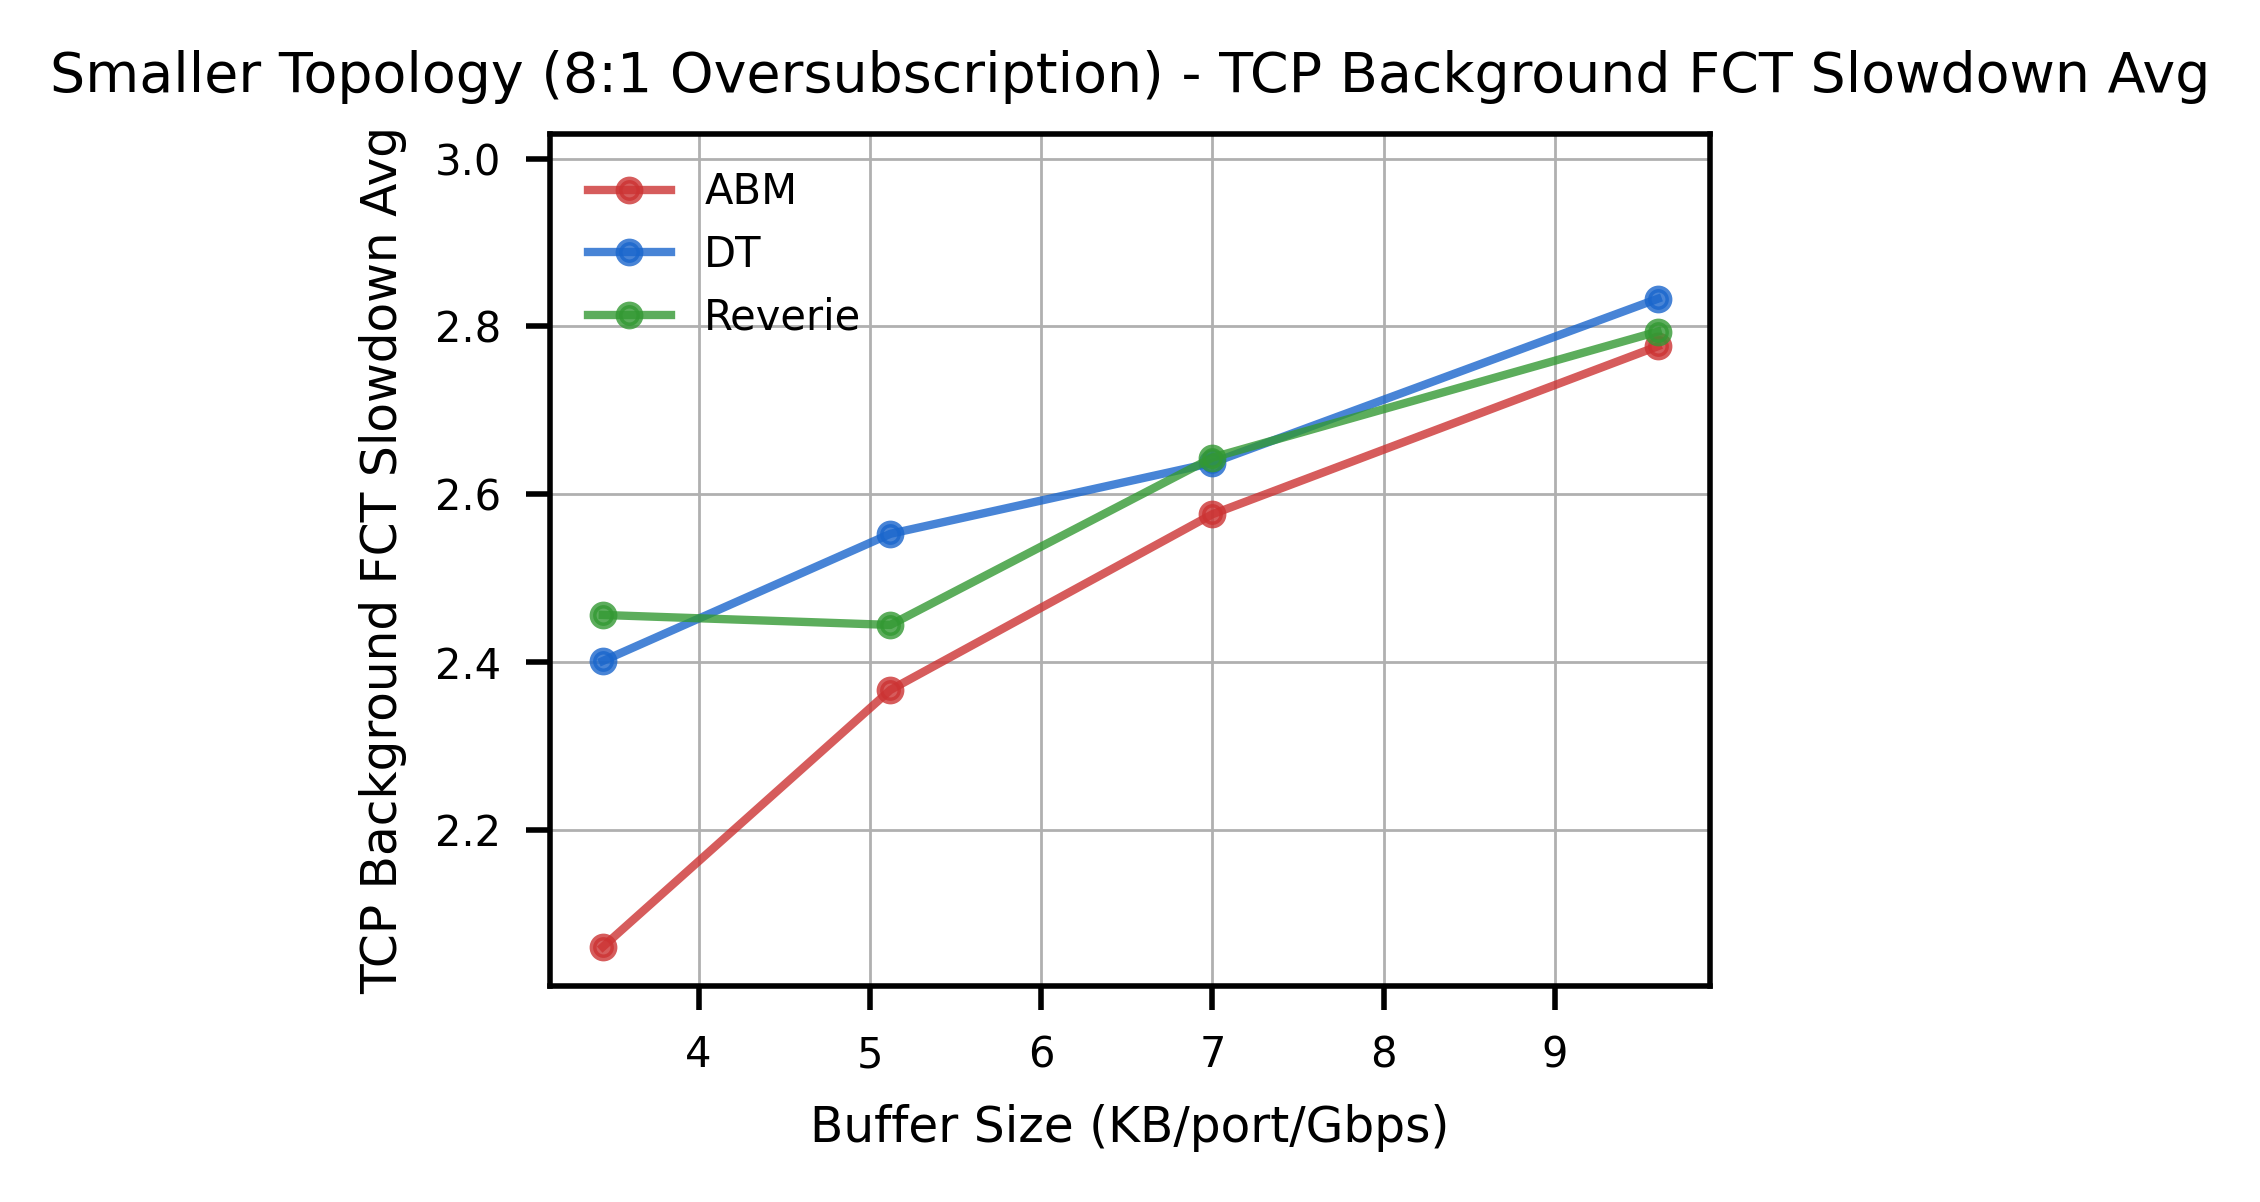 Smaller Topology (8:1 Oversubscription) - TCP Background FCT Slowdown Avg
TCP Background FCT Slowdown Avg
3.0
2.8
2.6
2.4
2.2
ABM
DT
Reverie
4 5 6 7 8 9
Buffer Size (KB/port/Gbps)